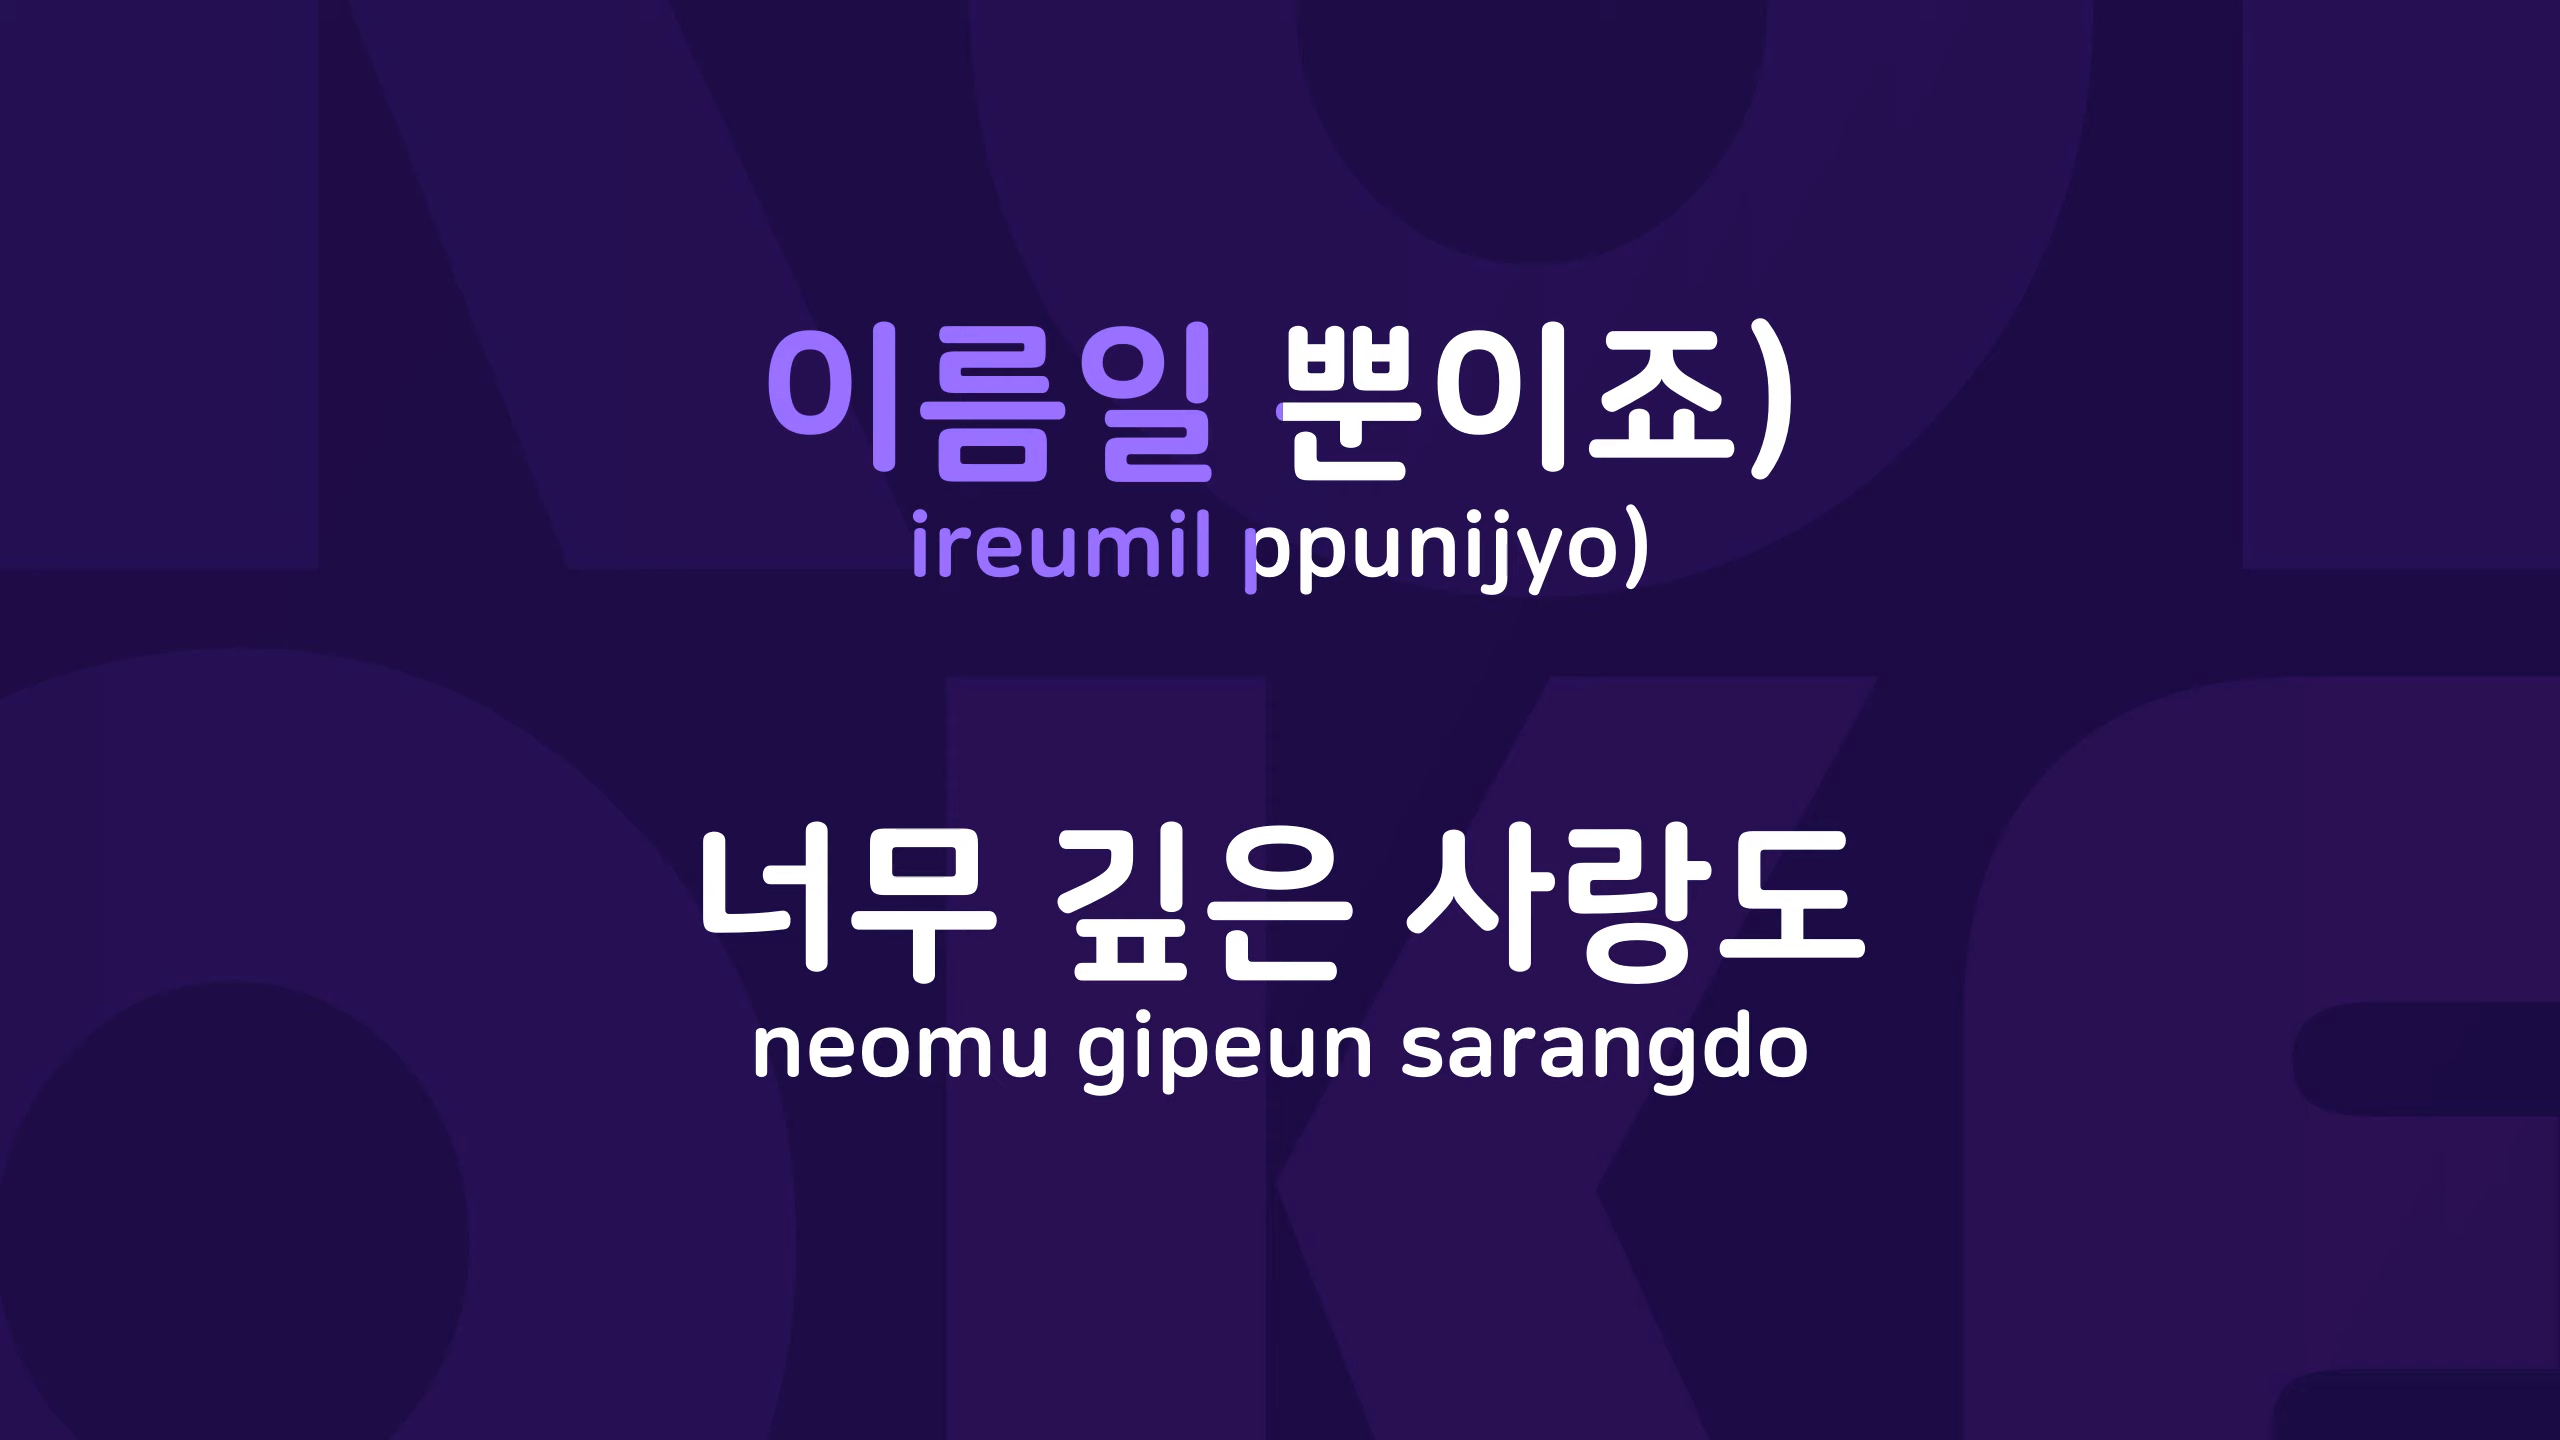 이름일 뿐이죠)
ireumil ppunijyo)
너무 깊은 사랑도
neomu gipeun sarangdo